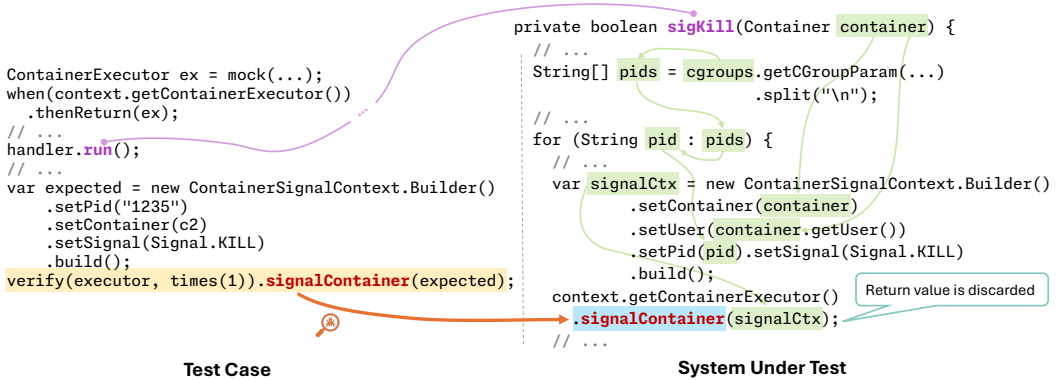 ContainerExecutor ex = mock(...);
when(context.getContainerExecutor())
.thenReturn(ex);
// ...
handler.run();
// ...
var expected = new ContainerSignalContext.Builder()
.setPid("1235")
.setContainer(c2)
.setSignal(Signal.KILL)
.build();
verify(executor, times(1)).signalContainer(expected);
Test Case
private boolean sigKill(Container container) {
// ...
String[] pids = cgroups.getCGroupParam(...)
.split("\n");
// ...
for (String pid : pids) {
// ...
var signalCtx = new ContainerSignalContext.Builder()
.setContainer(container)
.setUser(container.getUser())
.setPid(pid).setSignal(Signal.KILL)
.build();
context.getContainerExecutor()
.signalContainer(signalCtx);
// ...
Return value is discarded
System Under Test